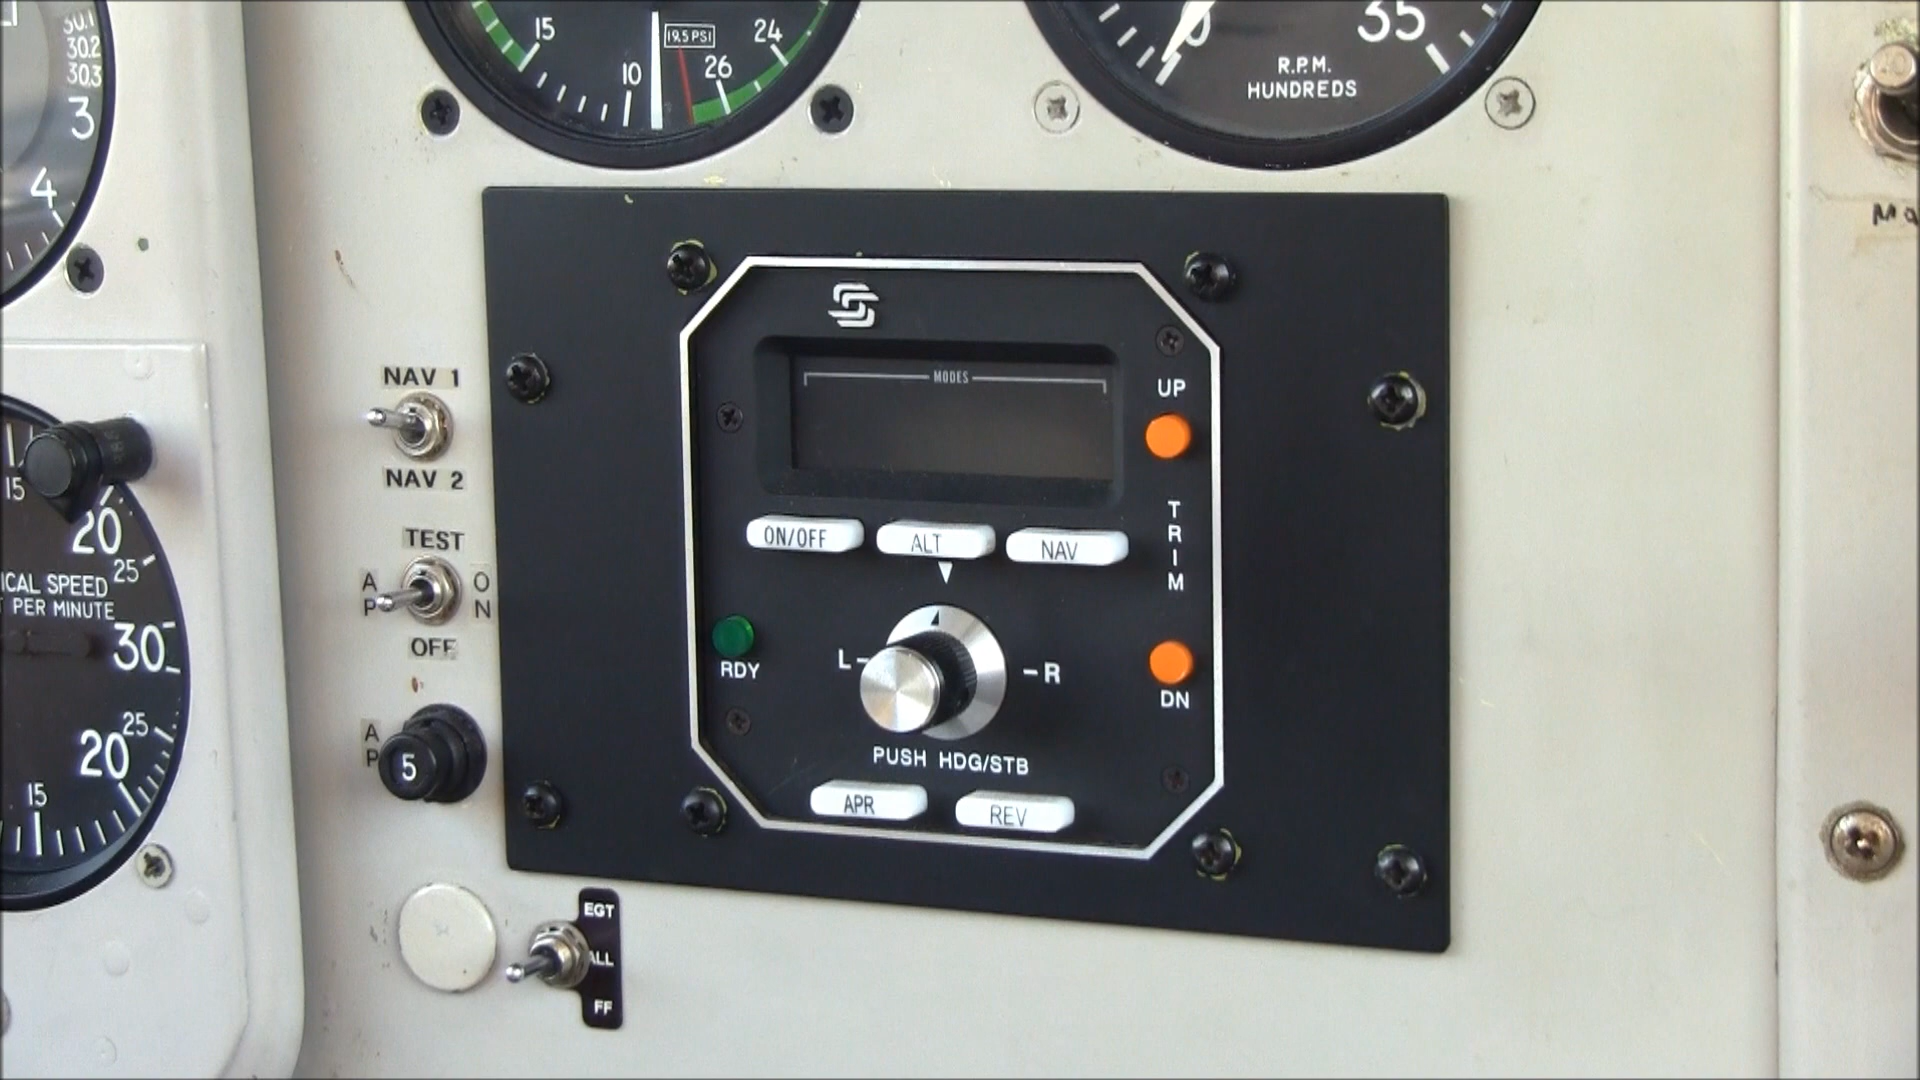 30.1
30.2
30.3
3
4
15
19.5 PSI
24
10
26
35
R.P.M.
HUNDREDS
MODES
UP
NAV 1
NAV 2
TEST
AP
ON
OFF
ON/OFF
ALT
NAV
TRIM
RDY
L
R
DN
PUSH HDG/STB
APR
REV
AP
5
15
20
25
ICAL SPEED
PER MINUTE
30
25
20
15
EGT
ALL
FF